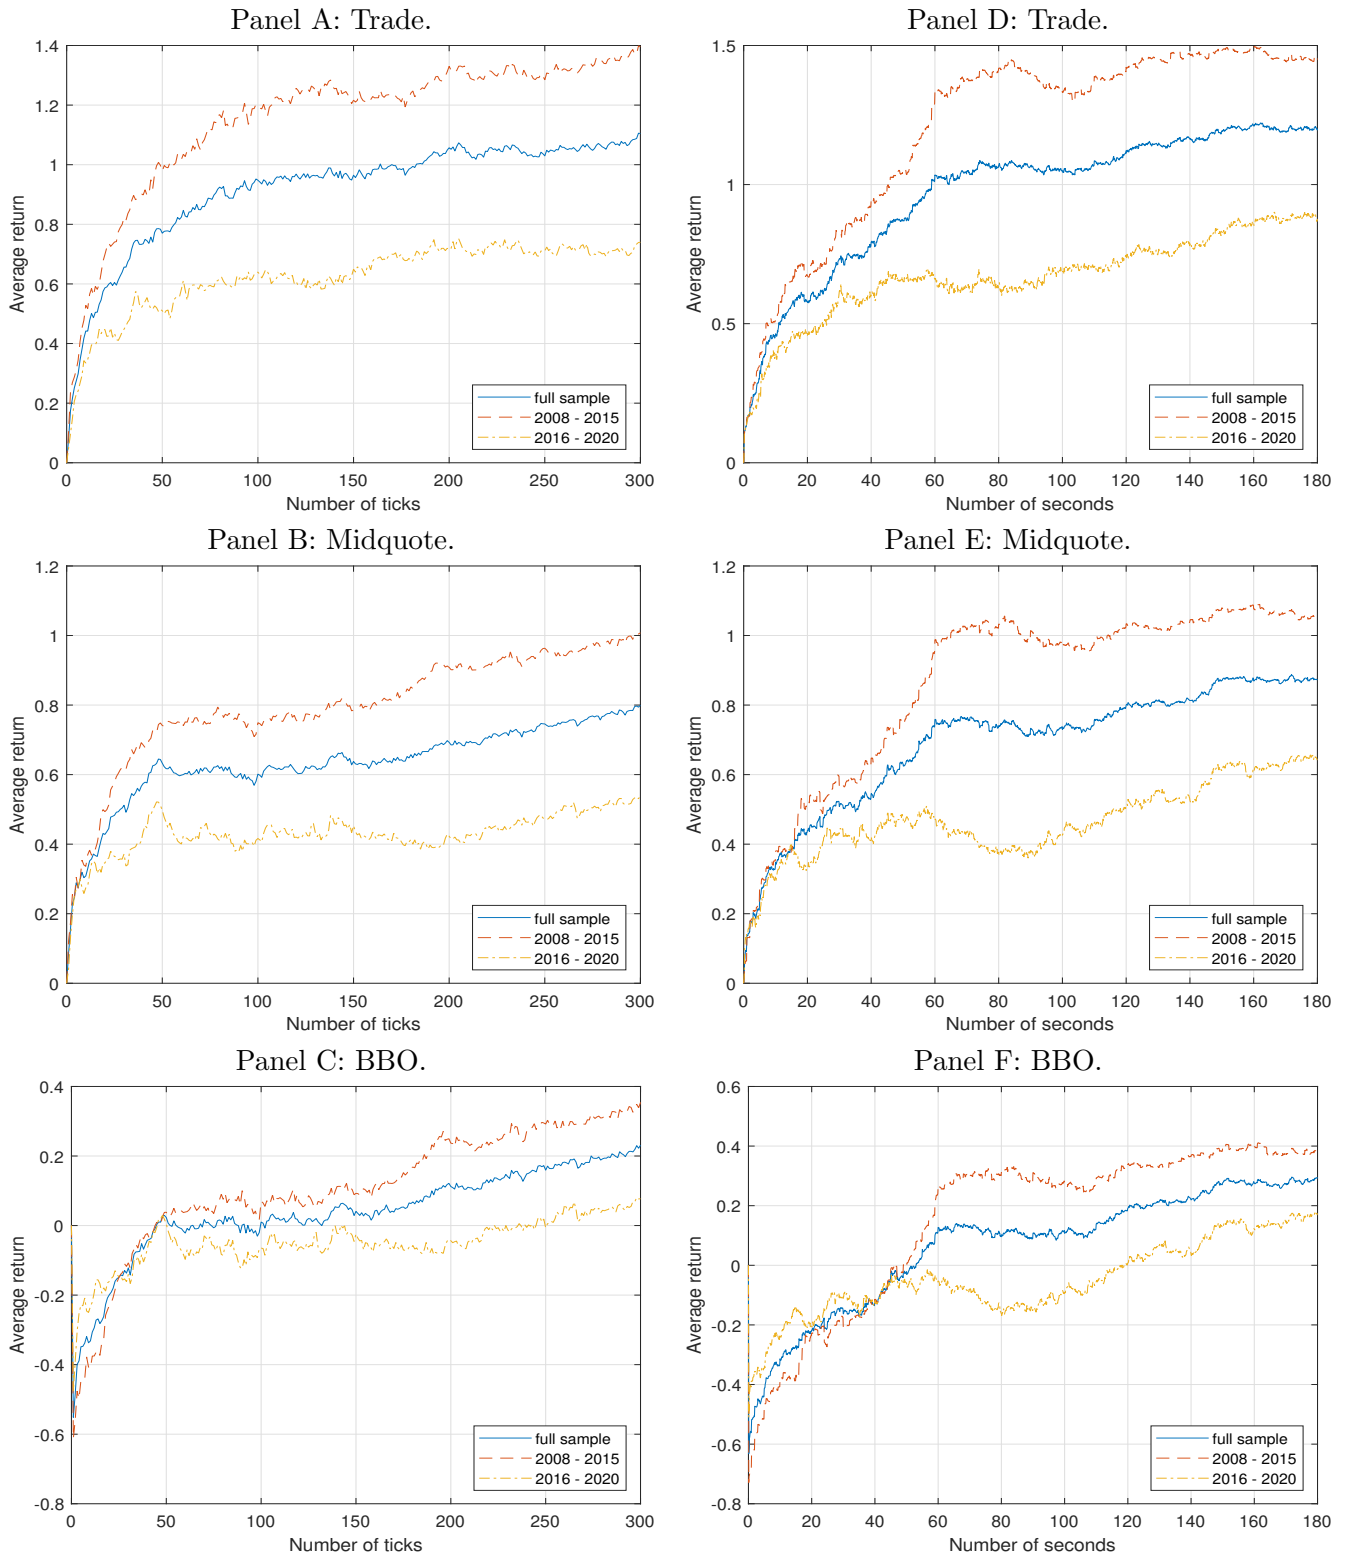 Panel A: Trade.
1.4
1.2
1
0.8
0.6
0.4
0.2
0
Average return
0 50 100 150 200 250 300
Number of ticks
full sample
2008 - 2015
2016 - 2020
Panel D: Trade.
1.5
1
0.5
0
Average return
0 20 40 60 80 100 120 140 160 180
Number of seconds
full sample
2008 - 2015
2016 - 2020
Panel B: Midquote.
1.2
1
0.8
0.6
0.4
0.2
0
Average return
0 50 100 150 200 250 300
Number of ticks
full sample
2008 - 2015
2016 - 2020
Panel E: Midquote.
1.2
1
0.8
0.6
0.4
0.2
0
Average return
0 20 40 60 80 100 120 140 160 180
Number of seconds
full sample
2008 - 2015
2016 - 2020
Panel C: BBO.
0.4
0.2
0
-0.2
-0.4
-0.6
-0.8
Average return
0 50 100 150 200 250 300
Number of ticks
full sample
2008 - 2015
2016 - 2020
Panel F: BBO.
0.6
0.4
0.2
0
-0.2
-0.4
-0.6
-0.8
Average return
0 20 40 60 80 100 120 140 160 180
Number of seconds
full sample
2008 - 2015
2016 - 2020